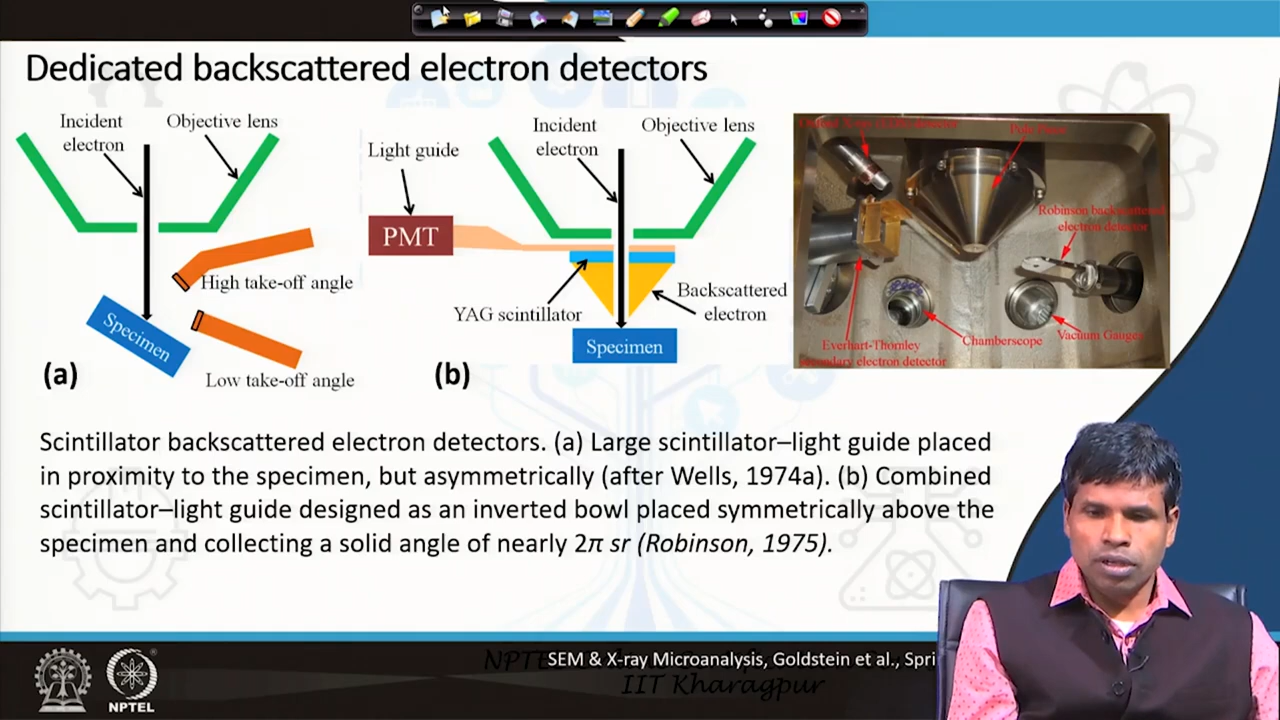 Dedicated backscattered electron detectors
Incident
electron
Objective lens
High take-off angle
Specimen
Low take-off angle
(a)
Light guide
Incident
electron
Objective lens
PMT
YAG scintillator
Backscattered
electron
Specimen
(b)
Pole Piece
Robinson backscattered
electron detector
Everhart-Thornley
secondary electron detector
Chamberscope
Vacuum Gauges
Scintillator backscattered electron detectors. (a) Large scintillator–light guide placed
in proximity to the specimen, but asymmetrically (after Wells, 1974a). (b) Combined
scintillator–light guide designed as an inverted bowl placed symmetrically above the
specimen and collecting a solid angle of nearly 2π sr (Robinson, 1975).
SEM & X-ray Microanalysis, Goldstein et al., Spri
IIT Kharagpur
NPTEL